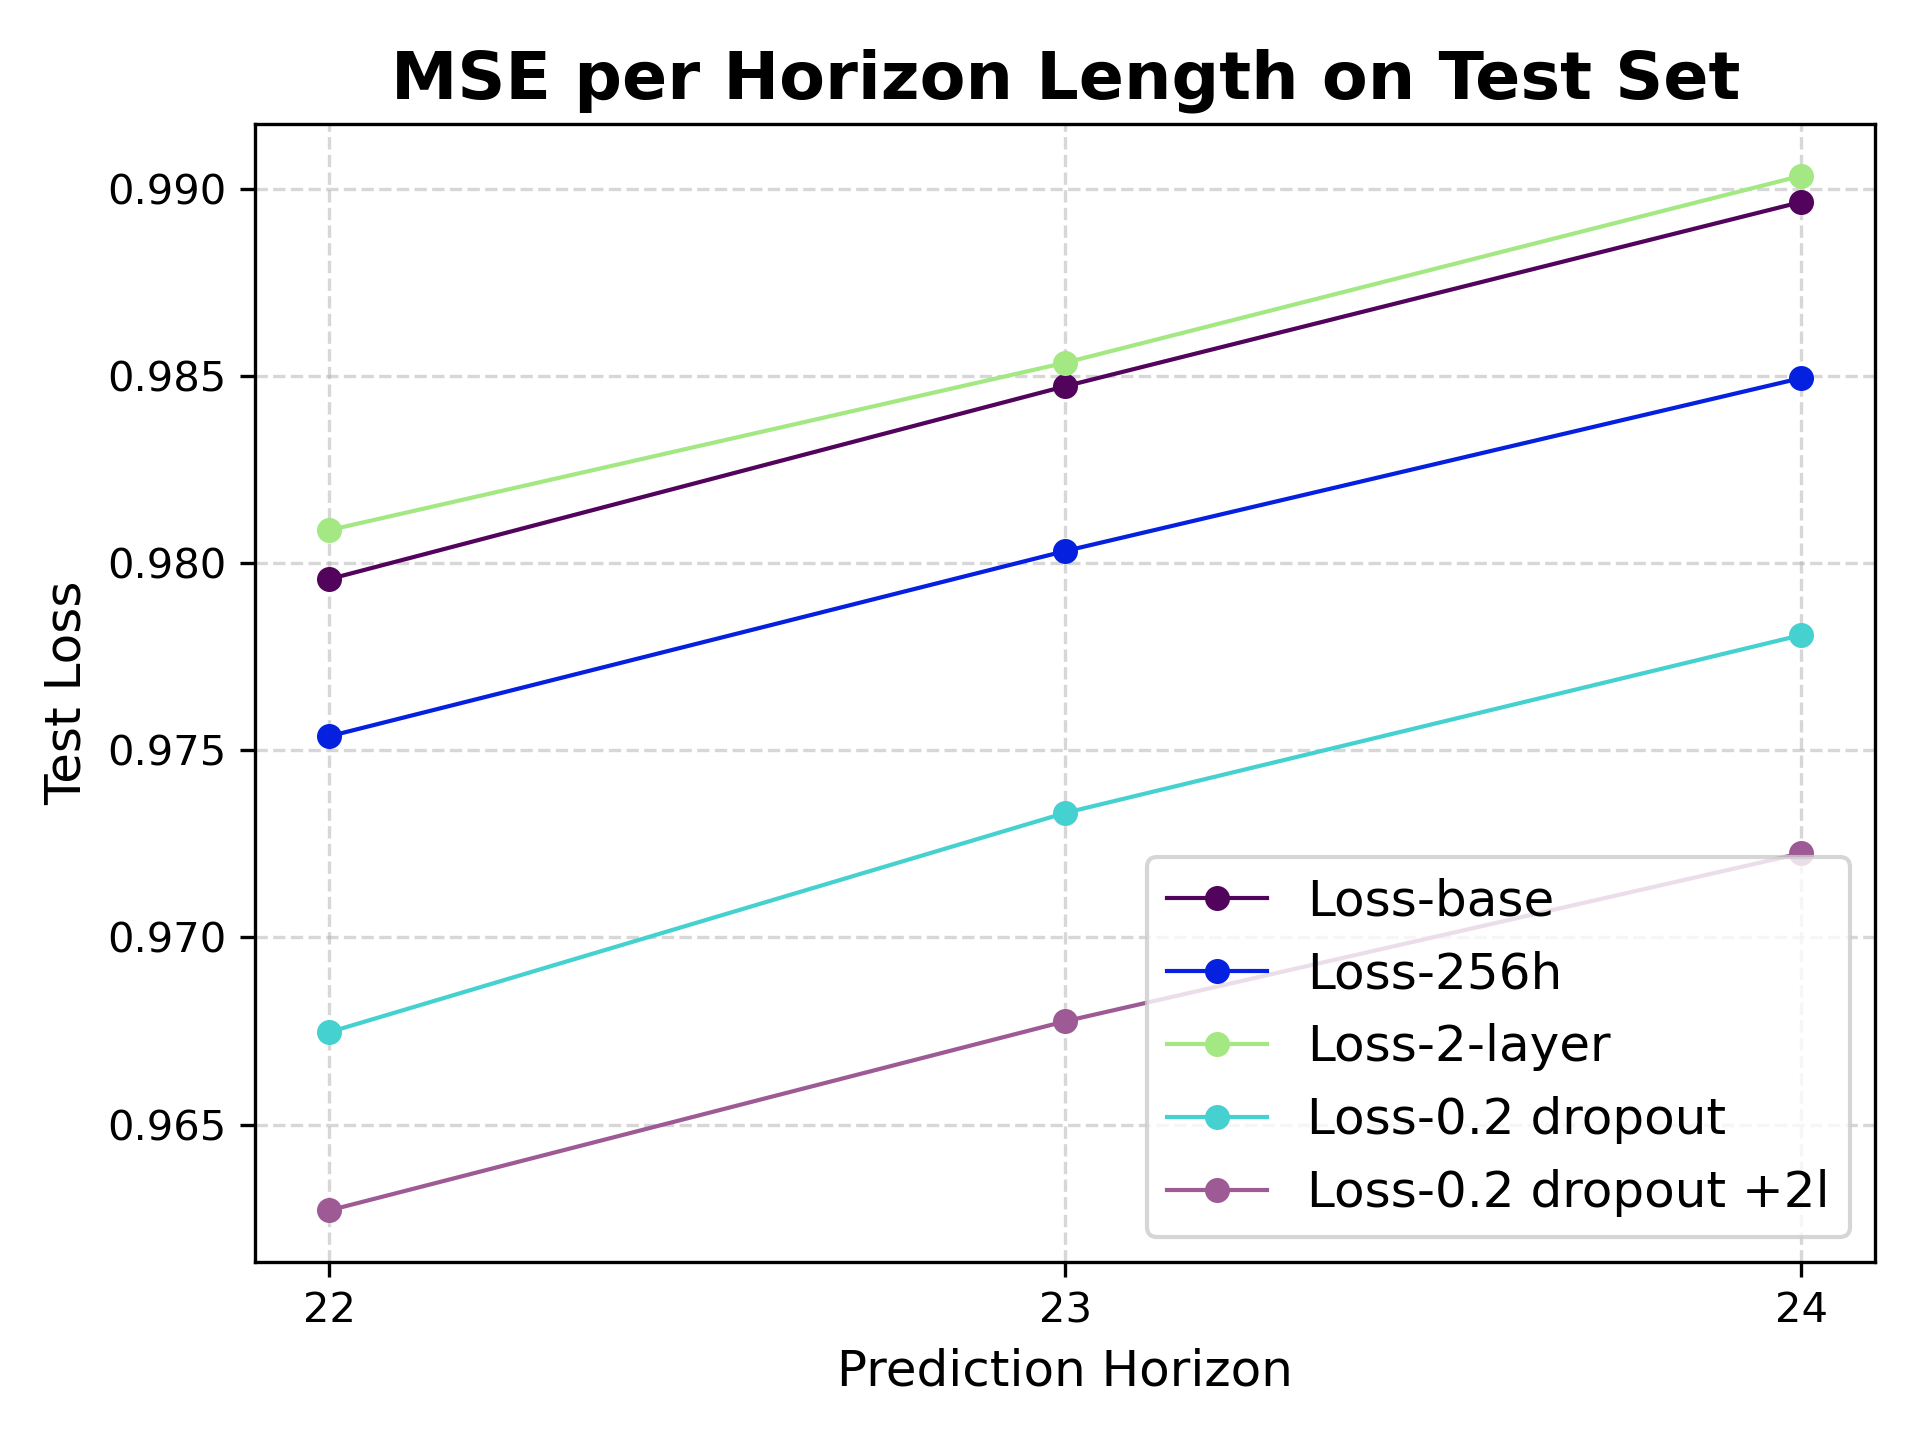 MSE per Horizon Length on Test Set
0.990
0.985
0.980
0.975
0.970
0.965
Test Loss
Loss-base
Loss-256h
Loss-2-layer
Loss-0.2 dropout
Loss-0.2 dropout +2l
22 23 24
Prediction Horizon